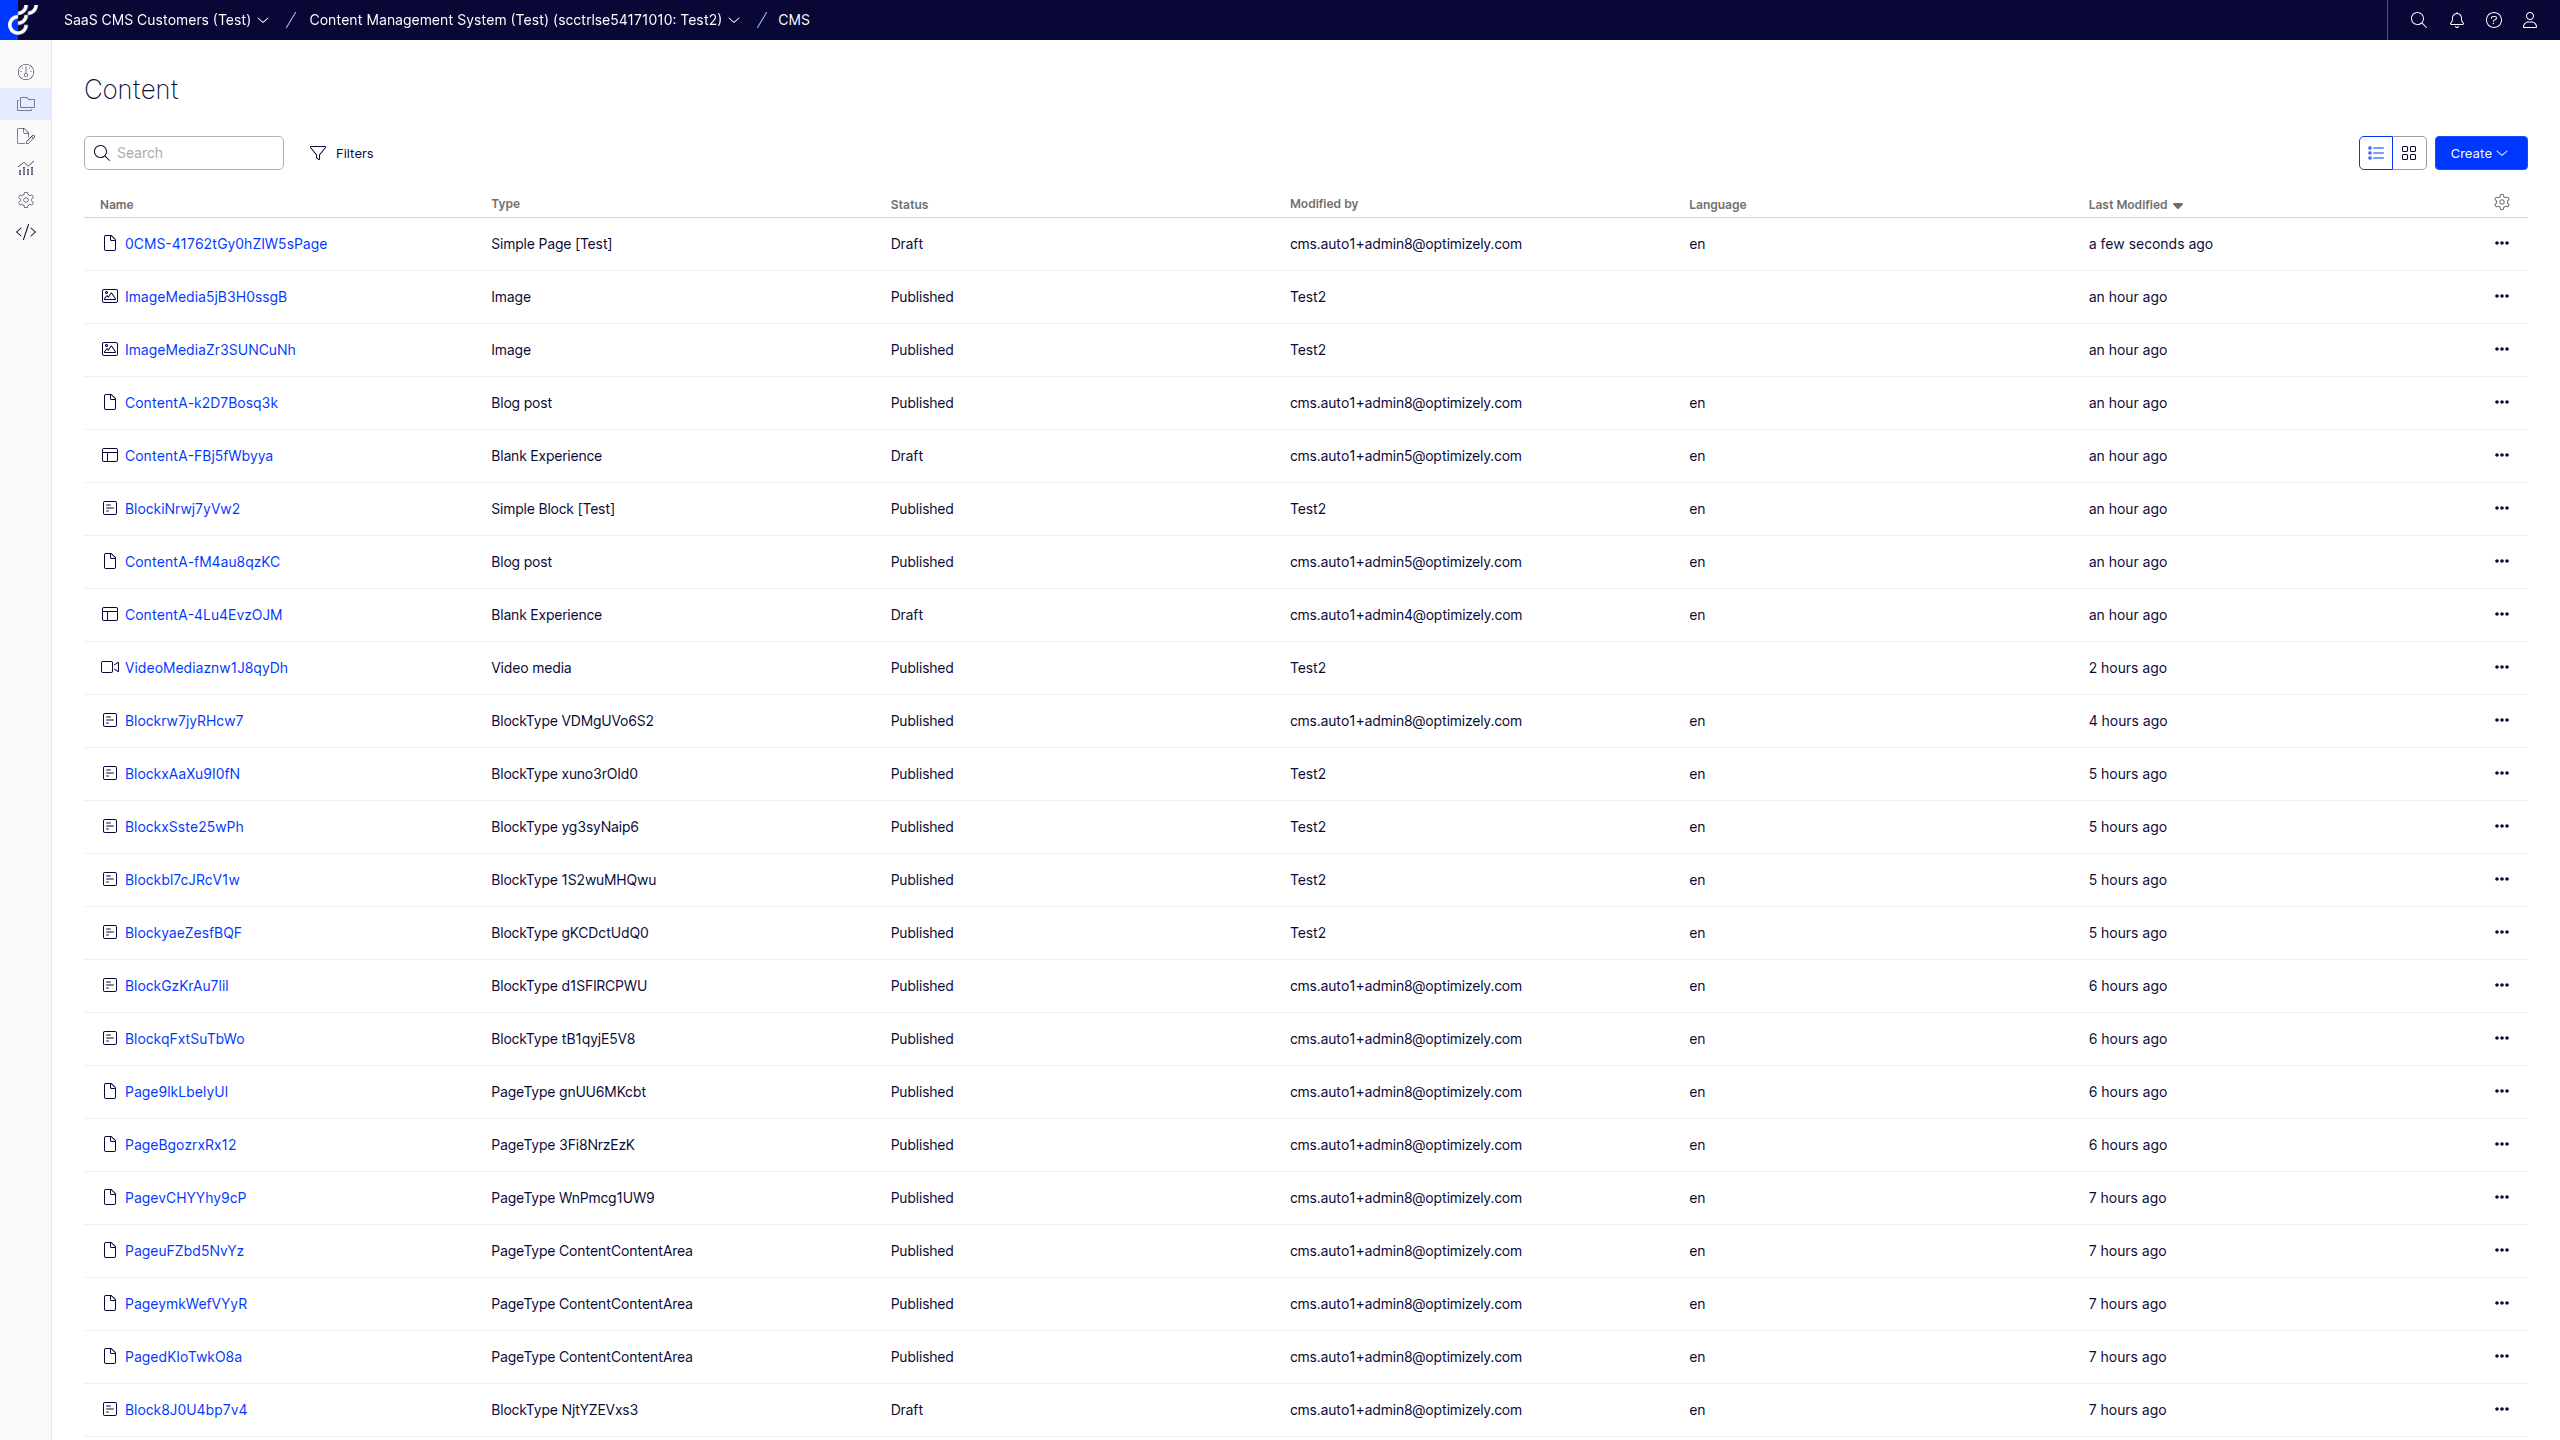 SaaS CMS Customers (Test) / Content Management System (Test) (scctrlse54171010: Test2) / CMS
Content
Search Filters Create
Name Type Status Modified by Language Last Modified
0CMS-41762tGy0hZIW5sPage Simple Page [Test] Draft cms.auto1+admin8@optimizely.com en a few seconds ago
ImageMedia5jB3H0ssgB Image Published Test2 an hour ago
ImageMediaZr3SUNCuNh Image Published Test2 an hour ago
ContentA-k2D7Bosq3k Blog post Published cms.auto1+admin8@optimizely.com en an hour ago
ContentA-FBj5fWbyya Blank Experience Draft cms.auto1+admin5@optimizely.com en an hour ago
BlockiNrwj7yVw2 Simple Block [Test] Published Test2 en an hour ago
ContentA-fM4au8qzKC Blog post Published cms.auto1+admin5@optimizely.com en an hour ago
ContentA-4Lu4EvzOJM Blank Experience Draft cms.auto1+admin4@optimizely.com en an hour ago
VideoMediaznw1J8qyDh Video media Published Test2 2 hours ago
Blockrw7jyRHcw7 BlockType VDMgUVo6S2 Published cms.auto1+admin8@optimizely.com en 4 hours ago
BlockxAaXu9I0fN BlockType xuno3rOld0 Published Test2 en 5 hours ago
BlockxSste25wPh BlockType yg3syNaip6 Published Test2 en 5 hours ago
Blockbl7cJRcV1w BlockType 1S2wuMHQwu Published Test2 en 5 hours ago
BlockyaeZesfBQF BlockType gKCDctUdQ0 Published Test2 en 5 hours ago
BlockGzKrAu7lil BlockType d1SFlRCPWU Published cms.auto1+admin8@optimizely.com en 6 hours ago
BlockqFxtSuTbWo BlockType tB1qyjE5V8 Published cms.auto1+admin8@optimizely.com en 6 hours ago
Page9lkLbelyUl PageType gnUU6MKcbt Published cms.auto1+admin8@optimizely.com en 6 hours ago
PageBgozrxRx12 PageType 3Fi8NrzEzK Published cms.auto1+admin8@optimizely.com en 6 hours ago
PagevCHYYhy9cP PageType WnPmcg1UW9 Published cms.auto1+admin8@optimizely.com en 7 hours ago
PageuFZbd5NvYz PageType ContentContentArea Published cms.auto1+admin8@optimizely.com en 7 hours ago
PageymkWefVYyR PageType ContentContentArea Published cms.auto1+admin8@optimizely.com en 7 hours ago
PagedKloTwkO8a PageType ContentContentArea Published cms.auto1+admin8@optimizely.com en 7 hours ago
Block8J0U4bp7v4 BlockType NjtYZEVxs3 Draft cms.auto1+admin8@optimizely.com en 7 hours ago